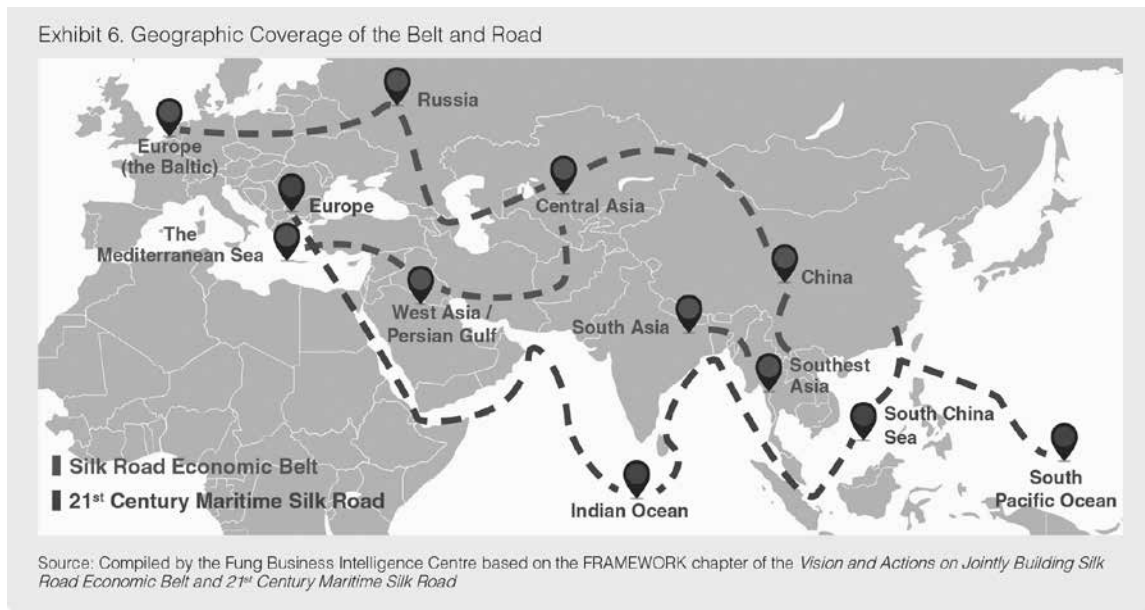 Exhibit 6. Geographic Coverage of the Belt and Road
Russia
Europe
(the Baltic)
Europe
Central Asia
The
Mediterranean Sea
China
West Asia /
Persian Gulf
South Asia
Southest
Asia
South China
Sea
Silk Road Economic Belt
21st Century Maritime Silk Road
Indian Ocean
South
Pacific Ocean
Source: Compiled by the Fung Business Intelligence Centre based on the FRAMEWORK chapter of the Vision and Actions on Jointly Building Silk
Road Economic Belt and 21st Century Maritime Silk Road